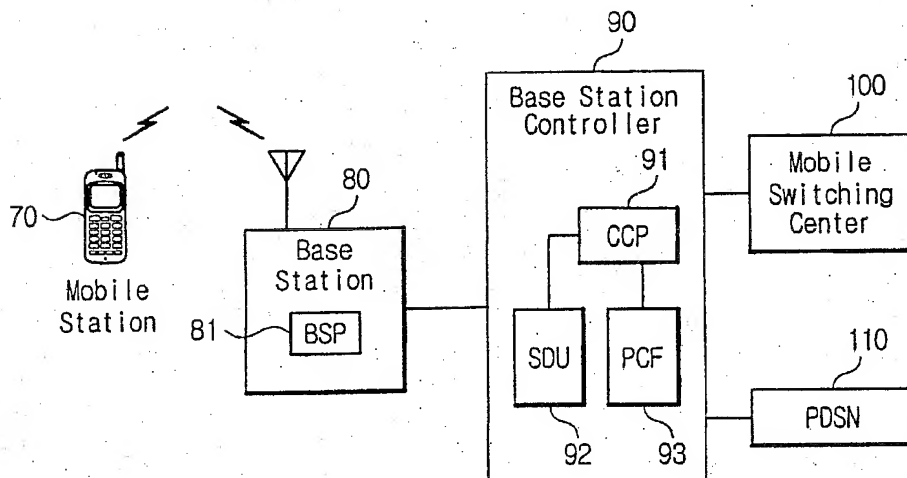 90
Base Station
Controller
100
Mobile
Switching
Center
91
CCP
70
Mobile
Station
80
Base
Station
81
BSP
SDU
PCF
92
93
110
PDSN